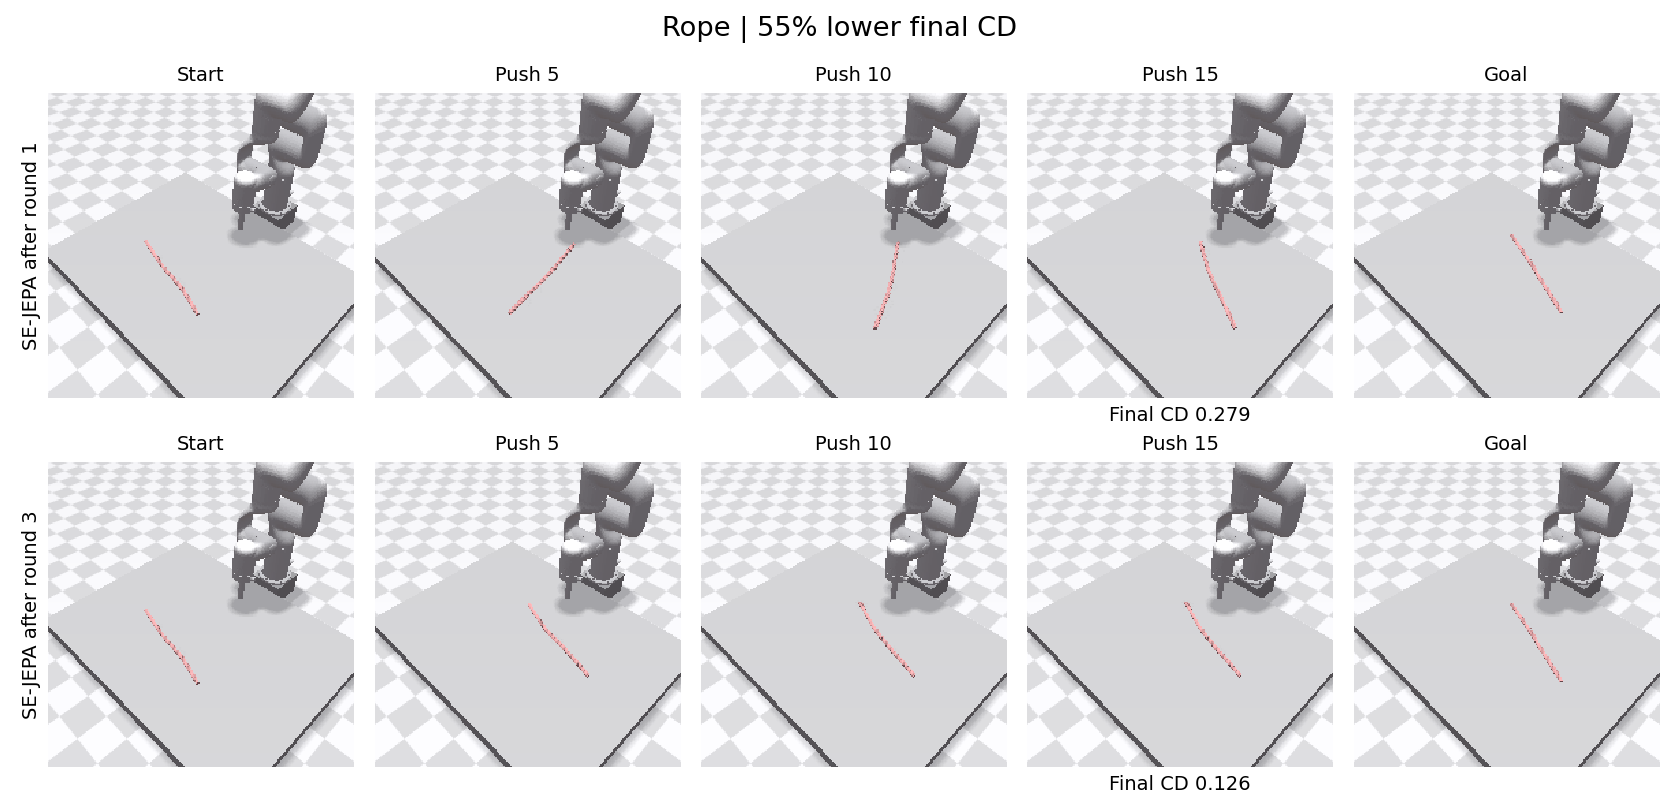 Rope | 55% lower final CD
Start
Push 5
Push 10
Push 15
Goal
SE-JEPA after round 1
Final CD 0.279
Start
Push 5
Push 10
Push 15
Goal
SE-JEPA after round 3
Final CD 0.126